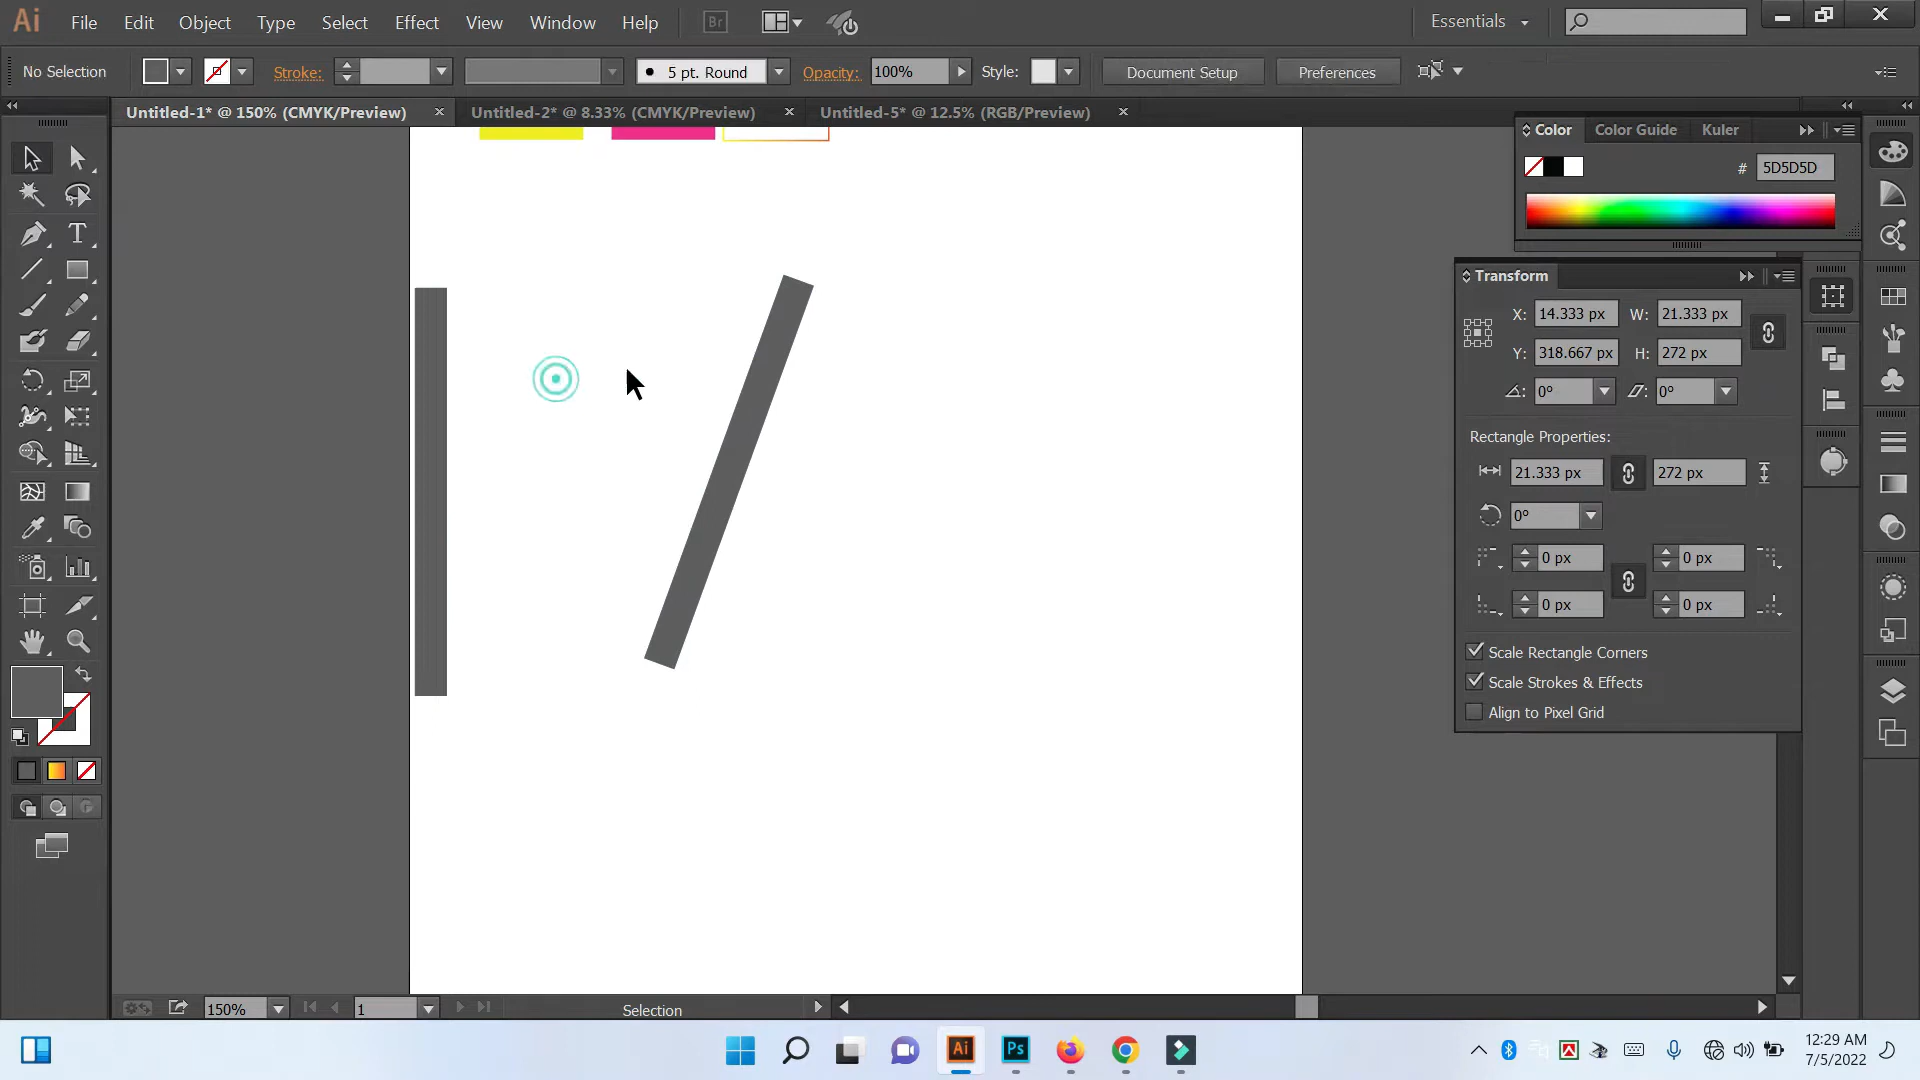 Ai File Edit Object Type Select Effect View Window Help Br Essentials
No Selection Stroke: 5 pt. Round Opacity: 100% Style: Document Setup Preferences
Untitled-1* @ 150% (CMYK/Preview) × Untitled-2* @ 8.33% (CMYK/Preview) × Untitled-5* @ 12.5% (RGB/Preview) ×
Color Color Guide Kuler
# 5D5D5D
Transform
X: 14.333 px W: 21.333 px
Y: 318.667 px H: 272 px
0° 0°
Rectangle Properties:
21.333 px 272 px
0°
0 px 0 px
0 px 0 px
Scale Rectangle Corners
Scale Strokes & Effects
Align to Pixel Grid
T
150% 1 Selection
Ai Ps
12:29 AM
7/5/2022